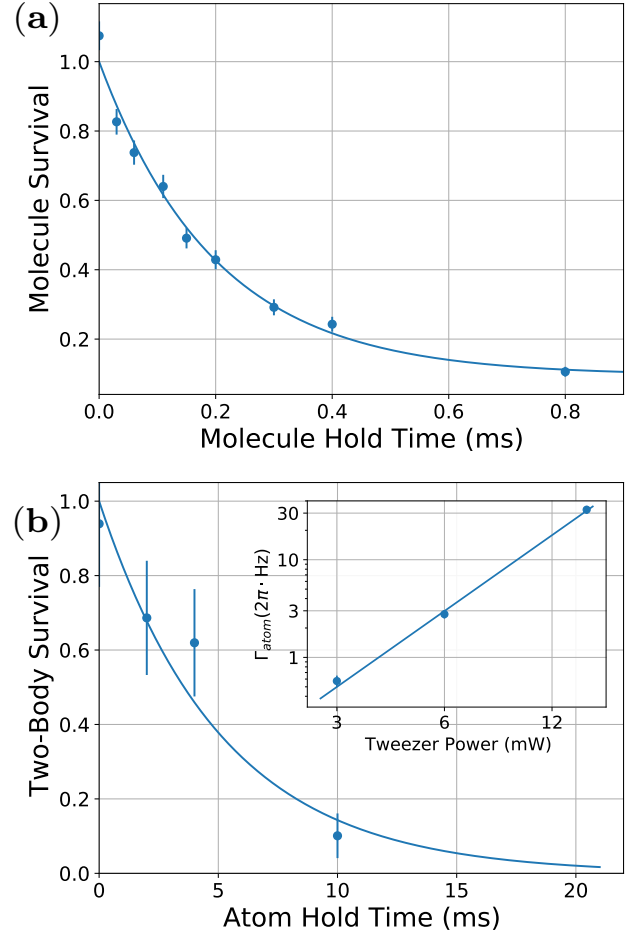 (a)
Molecule Survival
1.0
0.8
0.6
0.4
0.2
0.0 0.2 0.4 0.6 0.8
Molecule Hold Time (ms)
(b)
Two-Body Survival
1.0
0.8
0.6
0.4
0.2
0.0
0 5 10 15 20
Atom Hold Time (ms)
Γatom(2π · Hz)
30
10
3
1
3 6 12
Tweezer Power (mW)